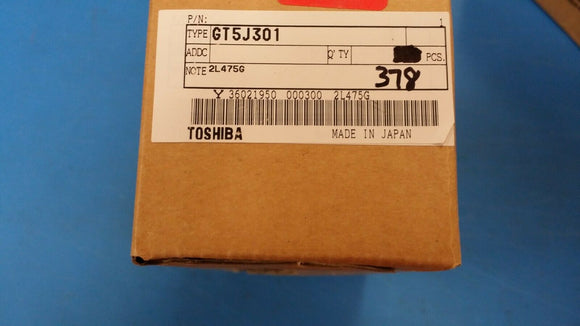 P/N: 1
TYPE GT5J301
ADDC Q'TY PCS.
NOTE 2L475G 378
Y 36021950 000300 2L475G
TOSHIBA MADE IN JAPAN